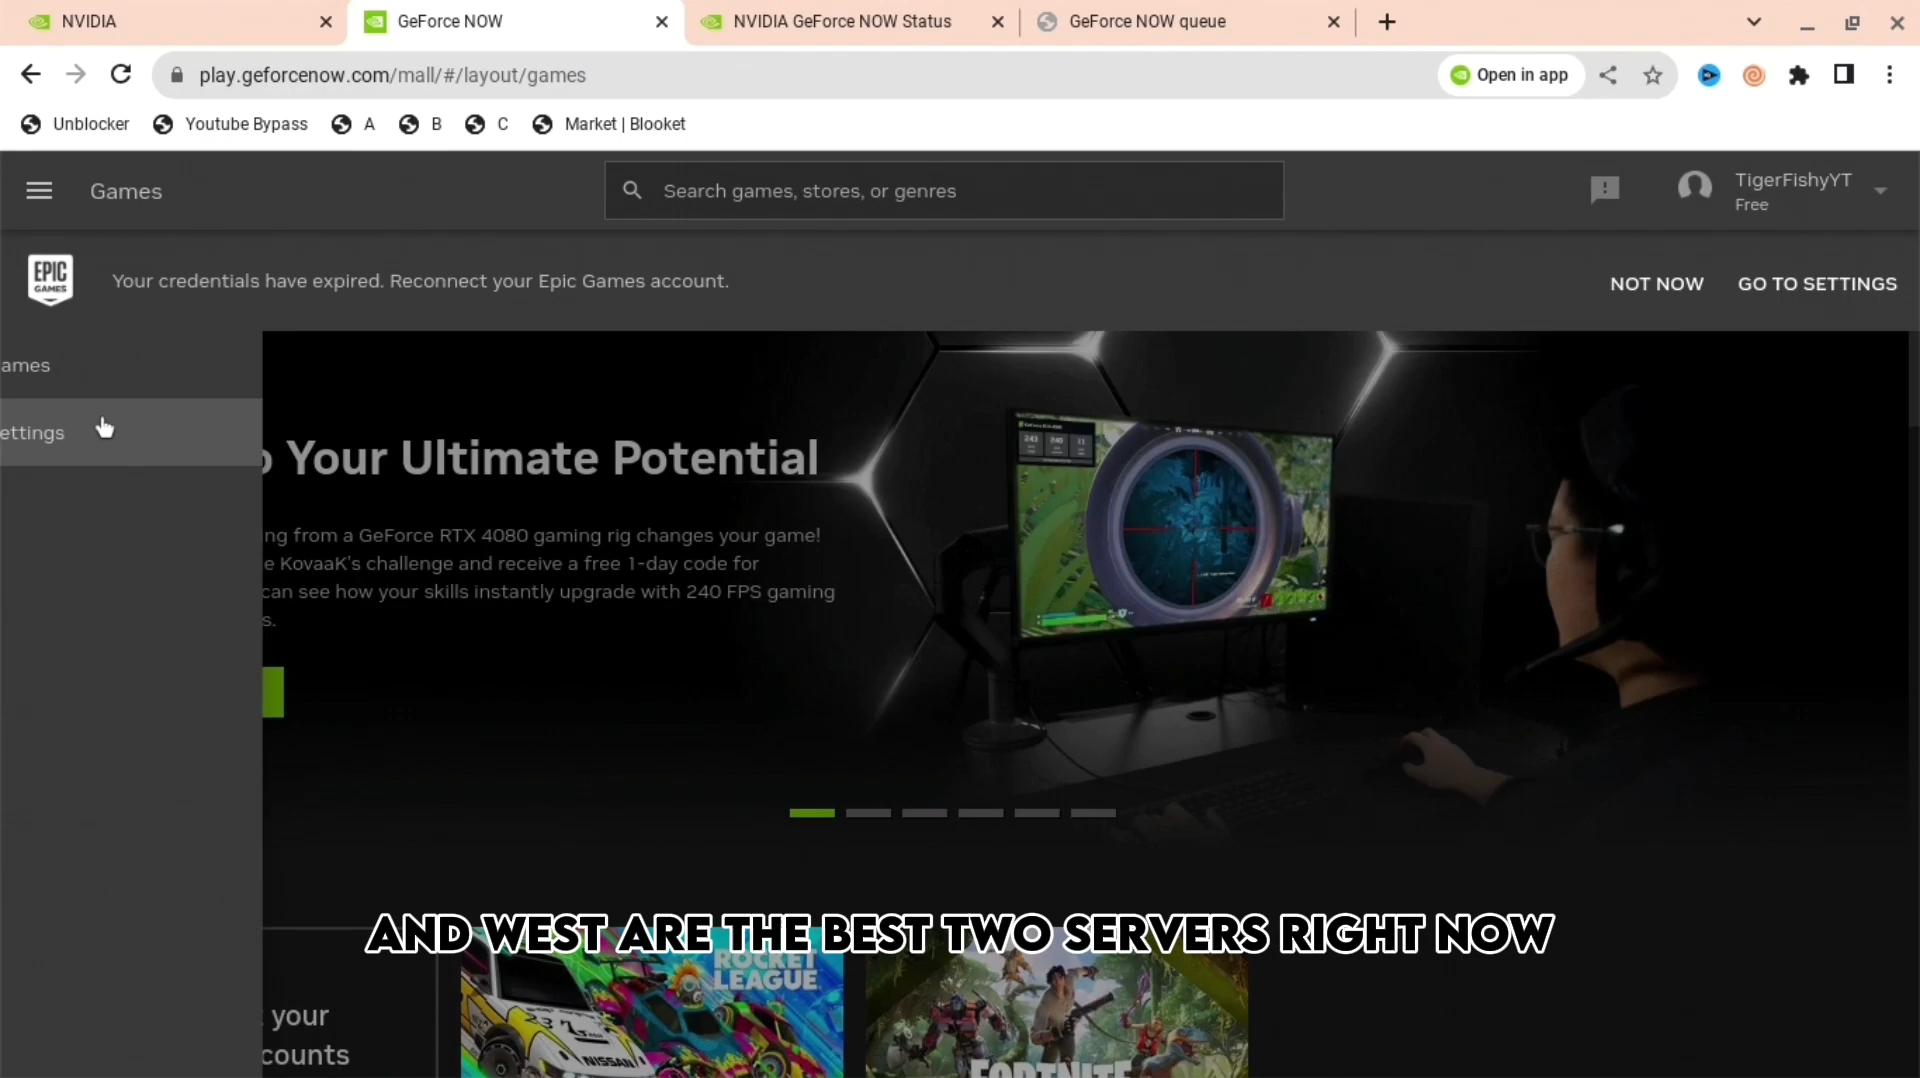 NVIDIA
GeForce NOW
NVIDIA GeForce NOW Status
GeForce NOW queue
play.geforcenow.com/mall/#/layout/games
Open in app
Unblocker
Youtube Bypass
A
B
C
Market | Blooket
Games
Search games, stores, or genres
TigerFishyYT
Free
EPIC
GAMES
Your credentials have expired. Reconnect your Epic Games account.
NOT NOW
GO TO SETTINGS
ames
ettings
o Your Ultimate Potential
ng from a GeForce RTX 4080 gaming rig changes your game!
e KovaaK's challenge and receive a free 1-day code for
can see how your skills instantly upgrade with 240 FPS gaming
s.
AND WEST ARE THE BEST TWO SERVERS RIGHT NOW
ROCKET
LEAGUE
NISSAN
FORTNITE
your
counts